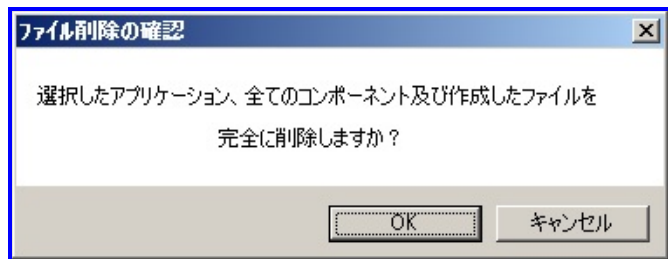 ファイル削除の確認
選択したアプリケーション、全てのコンポーネント及び作成したファイルを
完全に削除しますか？
OK
キャンセル